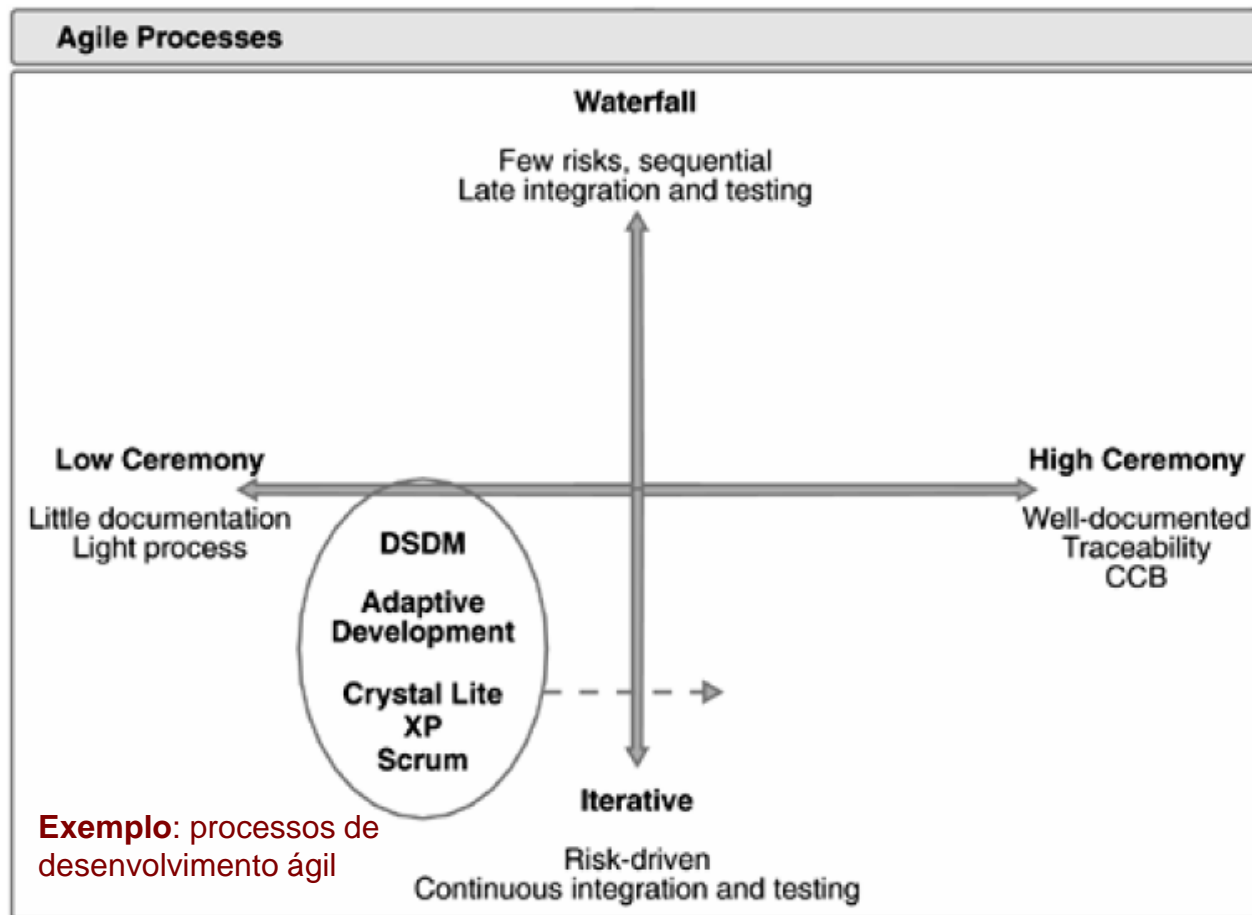 Agile Processes
Waterfall
Few risks, sequential
Late integration and testing
Low Ceremony
Little documentation
Light process
High Ceremony
Well-documented
Traceability
CCB
DSDM
Adaptive
Development
Crystal Lite
XP
Scrum
Iterative
Risk-driven
Continuous integration and testing
Exemplo: processos de
desenvolvimento ágil